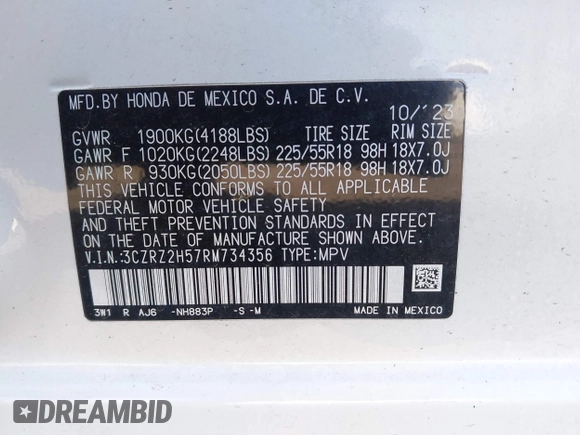 MFD.BY HONDA DE MEXICO S.A. DE C.V.
10/'23
GVWR 1900KG(4188LBS) TIRE SIZE RIM SIZE
GAWR F 1020KG(2248LBS) 225/55R18 98H 18X7.0J
GAWR R 930KG(2050LBS) 225/55R18 98H 18X7.0J
THIS VEHICLE CONFORMS TO ALL APPLICABLE
FEDERAL MOTOR VEHICLE SAFETY
AND THEFT PREVENTION STANDARDS IN EFFECT
ON THE DATE OF MANUFACTURE SHOWN ABOVE.
V.I.N.:3CZRZ2H57RM734356 TYPE:MPV
3W1 R AJ6 -NH883P -S -M
MADE IN MEXICO
DREAMBID